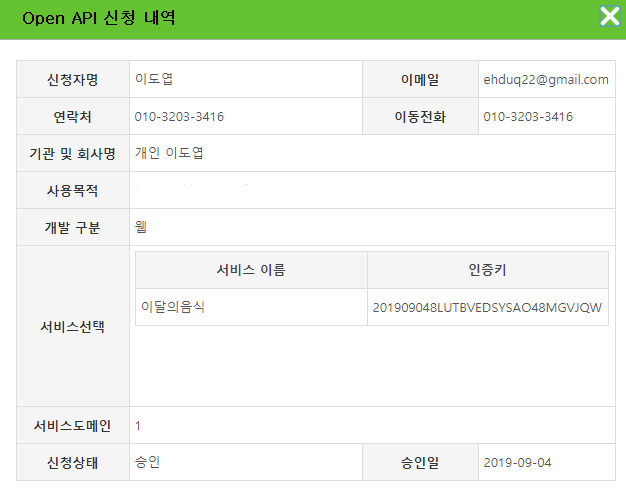 Open API 신청 내역
신청자명 이도엽 이메일 ehduq22@gmail.com
연락처 010-3203-3416 이동전화 010-3203-3416
기관 및 회사명 개인 이도엽
사용목적
개발 구분 웹
서비스 이름 인증키
서비스선택 이달의음식 201909048LUTBVEDSYSAO48MGVJQW
서비스도메인 1
신청상태 승인 승인일 2019-09-04